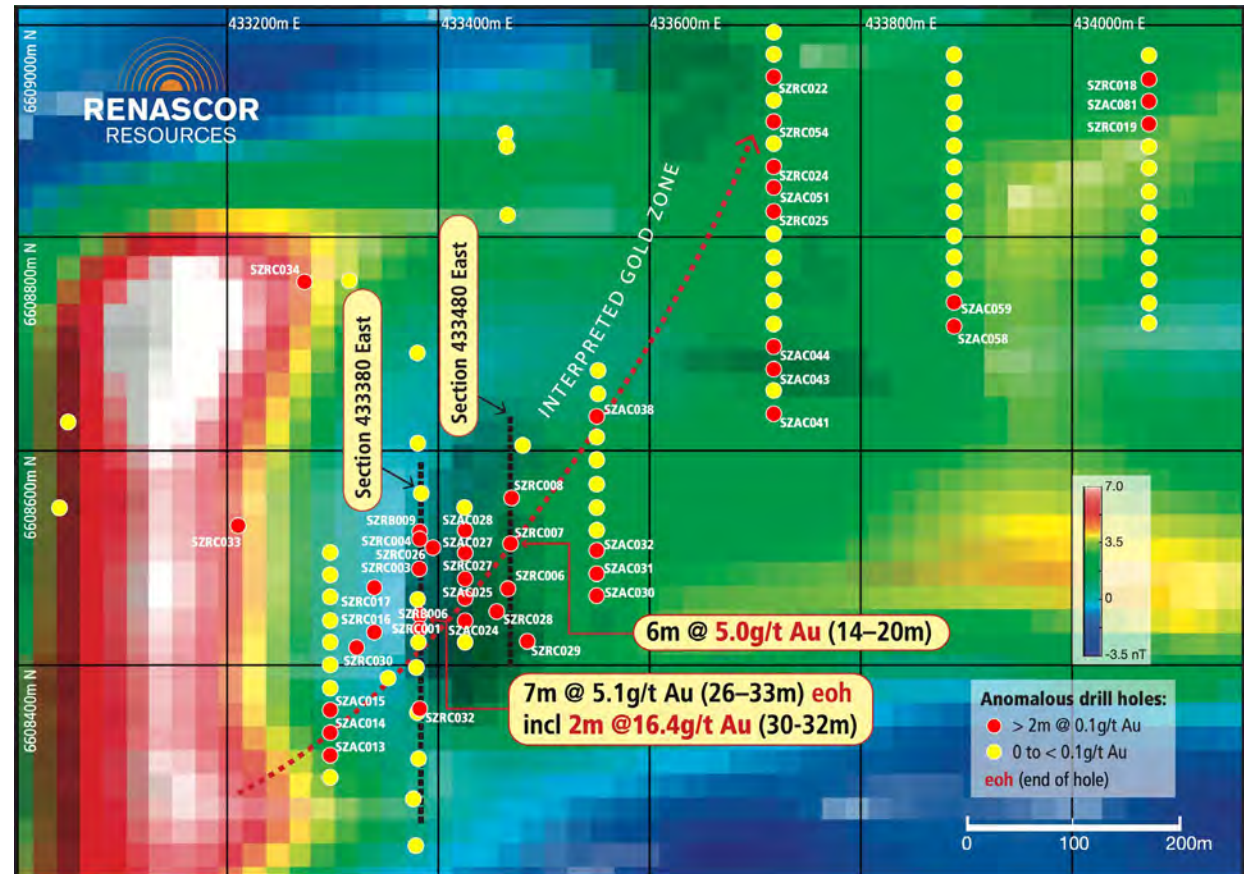 433200m E
433400m E
433600m E
433800m E
434000m E
6609000m N
6608800m N
6608600m N
6608400m N
RENASCOR
RESOURCES
SZRC022
SZRC054
SZRC024
SZAC051
SZRC025
SZAC044
SZAC043
SZAC041
SZRC018
SZAC081
SZRC019
SZAC059
SZAC058
INTERPRETED GOLD ZONE
Section 433480 East
Section 433380 East
SZRC034
SZRC033
SZAC038
SZRC008
SZRB009
SZAC028
SZRC004
SZAC027
SZRC007
SZRC026
SZRC003
SZRC027
SZRC006
SZAC032
SZAC031
SZAC030
SZRC017
SZAC025
SZRB006
SZRC028
SZRC016
SZRC001
SZAC024
SZRC029
SZRC030
SZAC015
SZAC014
SZAC013
SZRC032
6m @ 5.0g/t Au (14–20m)
7m @ 5.1g/t Au (26–33m) eoh
incl 2m @16.4g/t Au (30-32m)
7.0
3.5
0
-3.5 nT
Anomalous drill holes:
> 2m @ 0.1g/t Au
0 to < 0.1g/t Au
eoh (end of hole)
0 100 200m